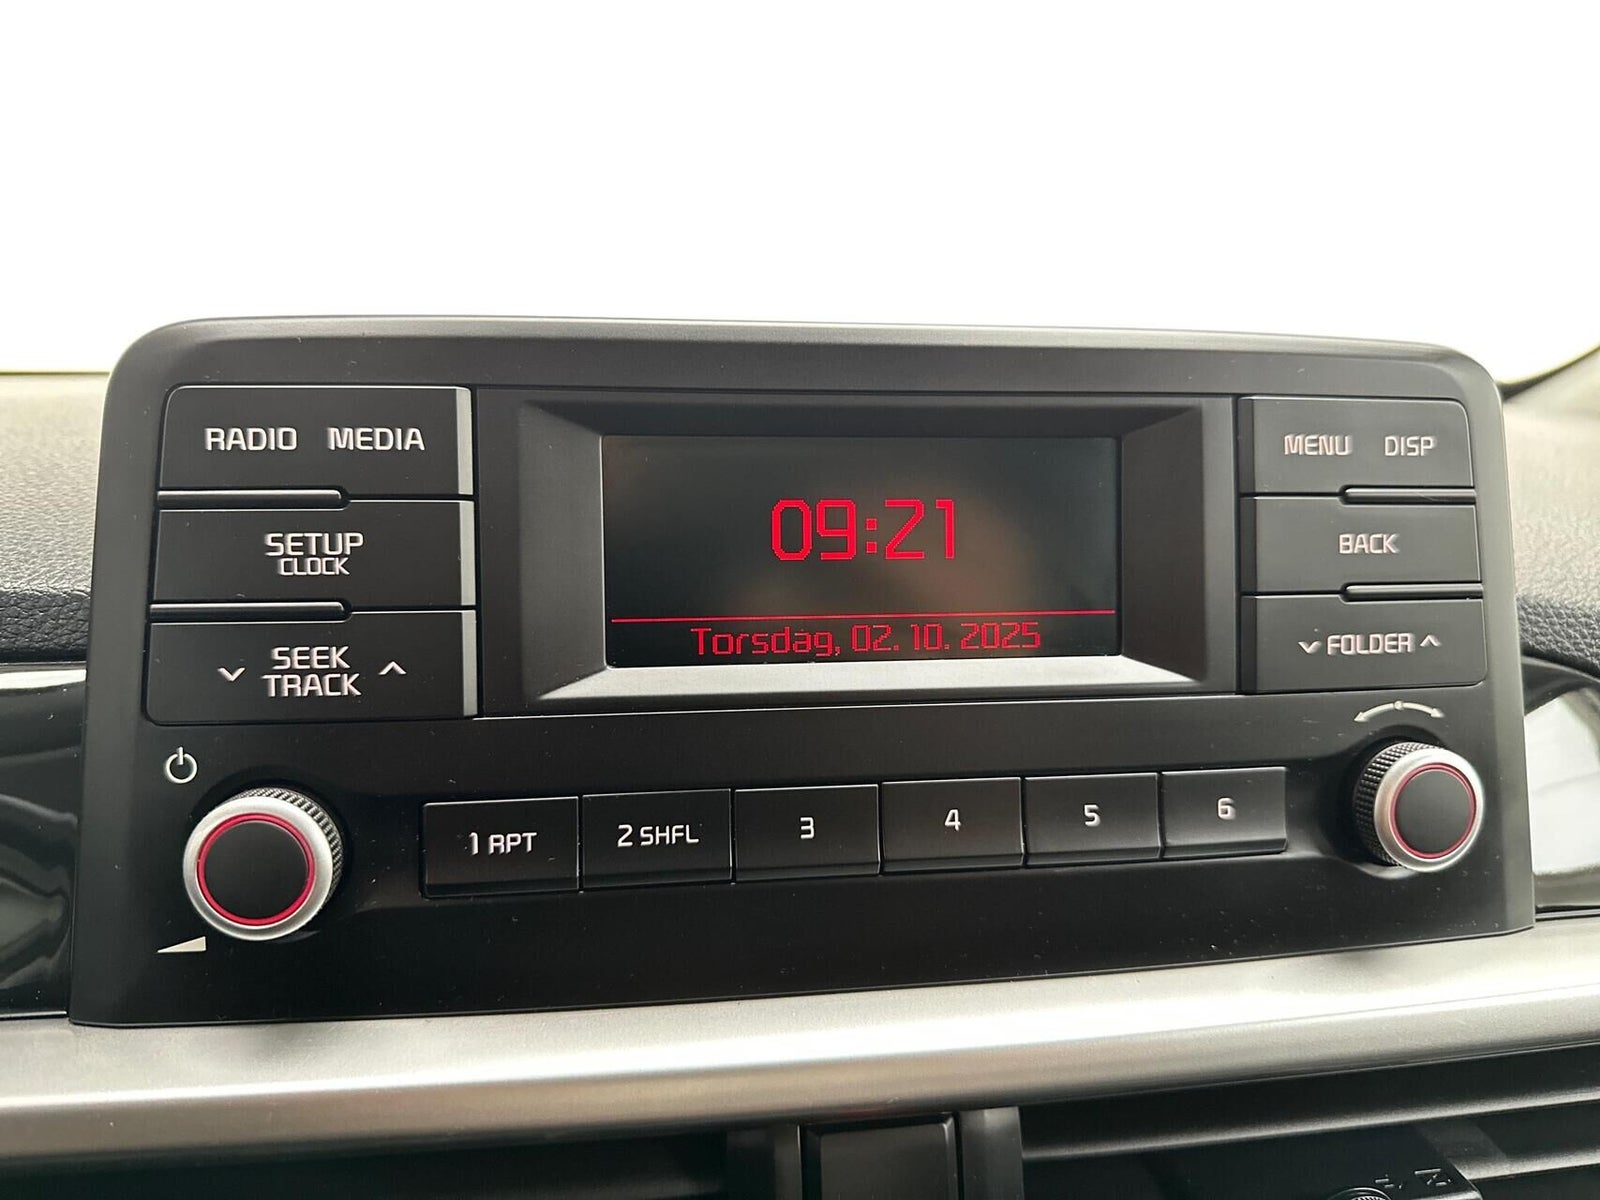 RADIO MEDIA
SETUP
CLOCK
SEEK
TRACK
09:21
Torsdag, 02.10.2025
MENU DISP
BACK
FOLDER
1 RPT
2 SHFL
3
4
5
6